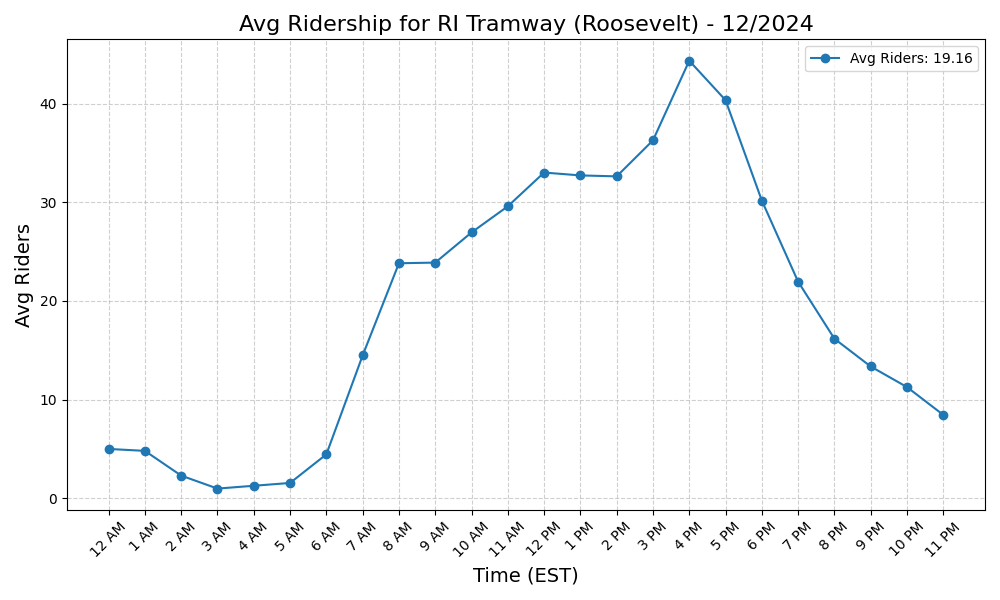 Avg Ridership for RI Tramway (Roosevelt) - 12/2024
Avg Riders: 19.16
Avg Riders
40
30
20
10
0
12 AM
1 AM
2 AM
3 AM
4 AM
5 AM
6 AM
7 AM
8 AM
9 AM
10 AM
11 AM
12 PM
1 PM
2 PM
3 PM
4 PM
5 PM
6 PM
7 PM
8 PM
9 PM
10 PM
11 PM
Time (EST)